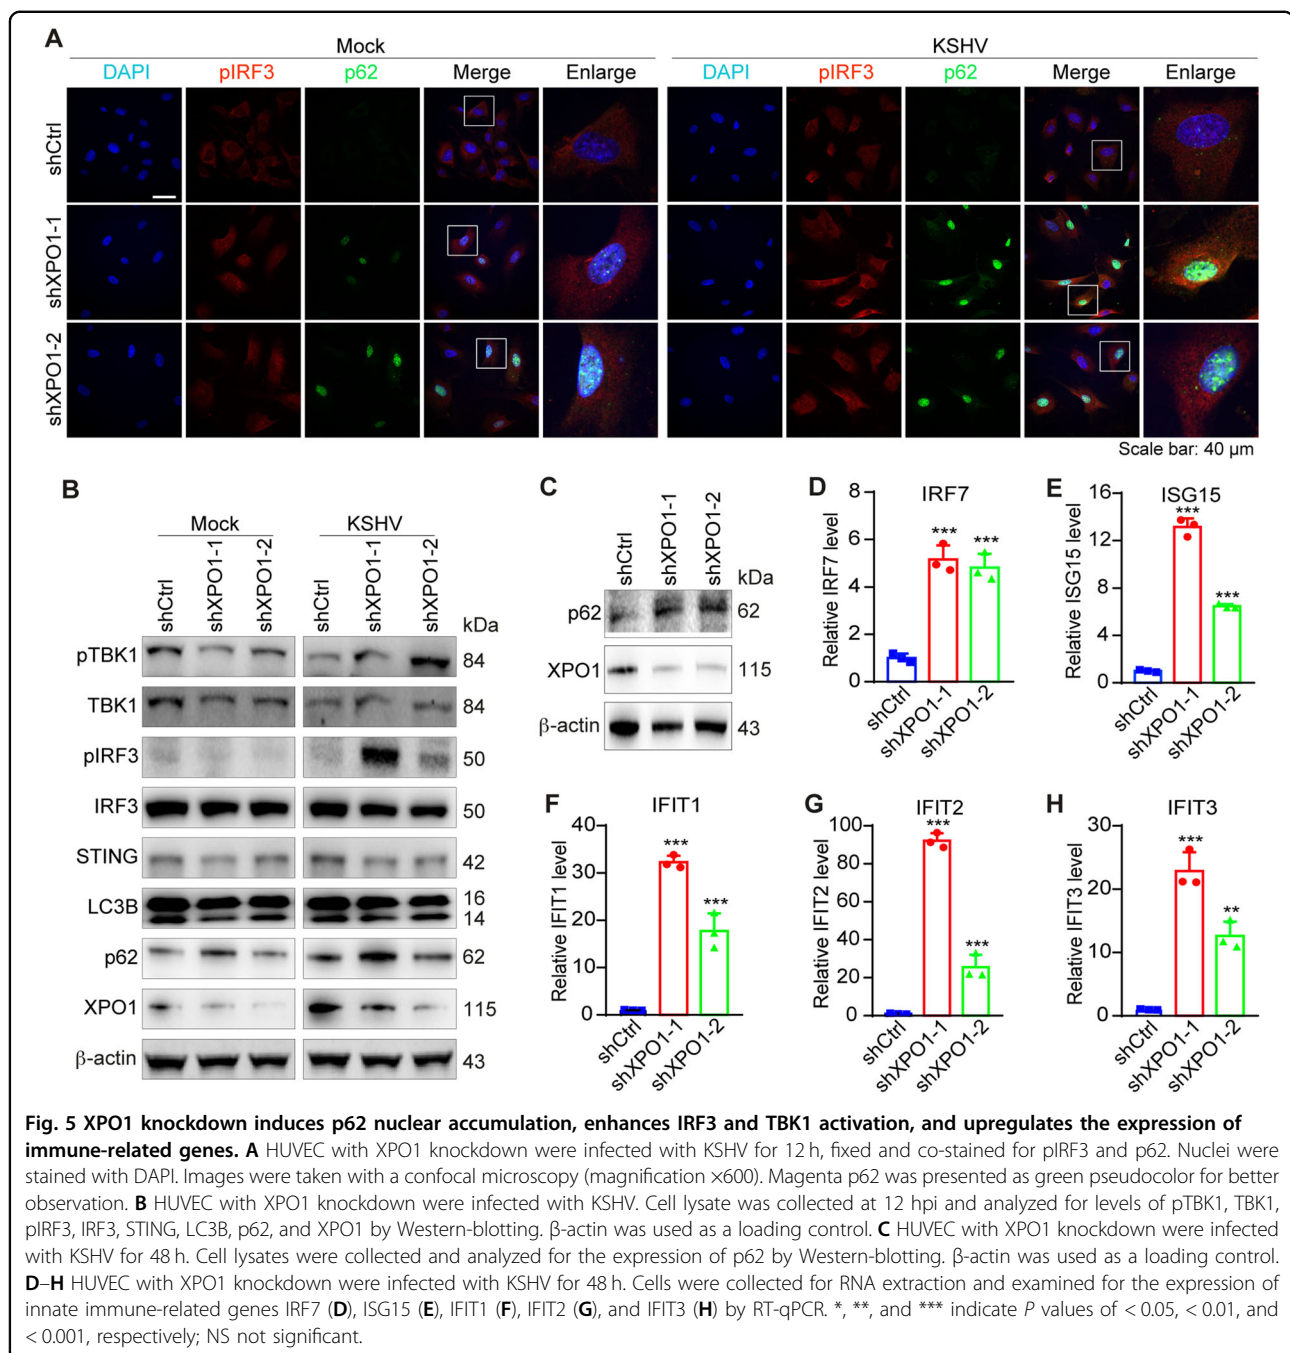 A
Mock
KSHV
DAPI pIRF3 p62 Merge Enlarge DAPI pIRF3 p62 Merge Enlarge
shCtrl
shXPO1-1
shXPO1-2
Scale bar: 40 µm
B
Mock KSHV
shCtrl shXPO1-1 shXPO1-2 shCtrl shXPO1-1 shXPO1-2 kDa
pTBK1 84
TBK1 84
pIRF3 50
IRF3 50
STING 42
LC3B 16
14
p62 62
XPO1 115
β-actin 43
C
shCtrl shXPO1-1 shXPO1-2 kDa
p62 62
XPO1 115
β-actin 43
D
IRF7
Relative IRF7 level
8
6
4
2
0
*** ***
shCtrl shXPO1-1 shXPO1-2
E
ISG15
Relative ISG15 level
16
12
8
4
0
*** ***
shCtrl shXPO1-1 shXPO1-2
F
IFIT1
Relative IFIT1 level
40
30
20
10
0
*** ***
shCtrl shXPO1-1 shXPO1-2
G
IFIT2
Relative IFIT2 level
100
80
60
40
20
0
*** ***
shCtrl shXPO1-1 shXPO1-2
H
IFIT3
Relative IFIT3 level
30
20
10
0
*** **
shCtrl shXPO1-1 shXPO1-2
Fig. 5 XPO1 knockdown induces p62 nuclear accumulation, enhances IRF3 and TBK1 activation, and upregulates the expression of
immune-related genes. A HUVEC with XPO1 knockdown were infected with KSHV for 12 h, fixed and co-stained for pIRF3 and p62. Nuclei were
stained with DAPI. Images were taken with a confocal microscopy (magnification ×600). Magenta p62 was presented as green pseudocolor for better
observation. B HUVEC with XPO1 knockdown were infected with KSHV. Cell lysate was collected at 12 hpi and analyzed for levels of pTBK1, TBK1,
pIRF3, IRF3, STING, LC3B, p62, and XPO1 by Western-blotting. β-actin was used as a loading control. C HUVEC with XPO1 knockdown were infected
with KSHV for 48 h. Cell lysates were collected and analyzed for the expression of p62 by Western-blotting. β-actin was used as a loading control.
D–H HUVEC with XPO1 knockdown were infected with KSHV for 48 h. Cells were collected for RNA extraction and examined for the expression of
innate immune-related genes IRF7 (D), ISG15 (E), IFIT1 (F), IFIT2 (G), and IFIT3 (H) by RT-qPCR. *, **, and *** indicate P values of < 0.05, < 0.01, and
< 0.001, respectively; NS not significant.